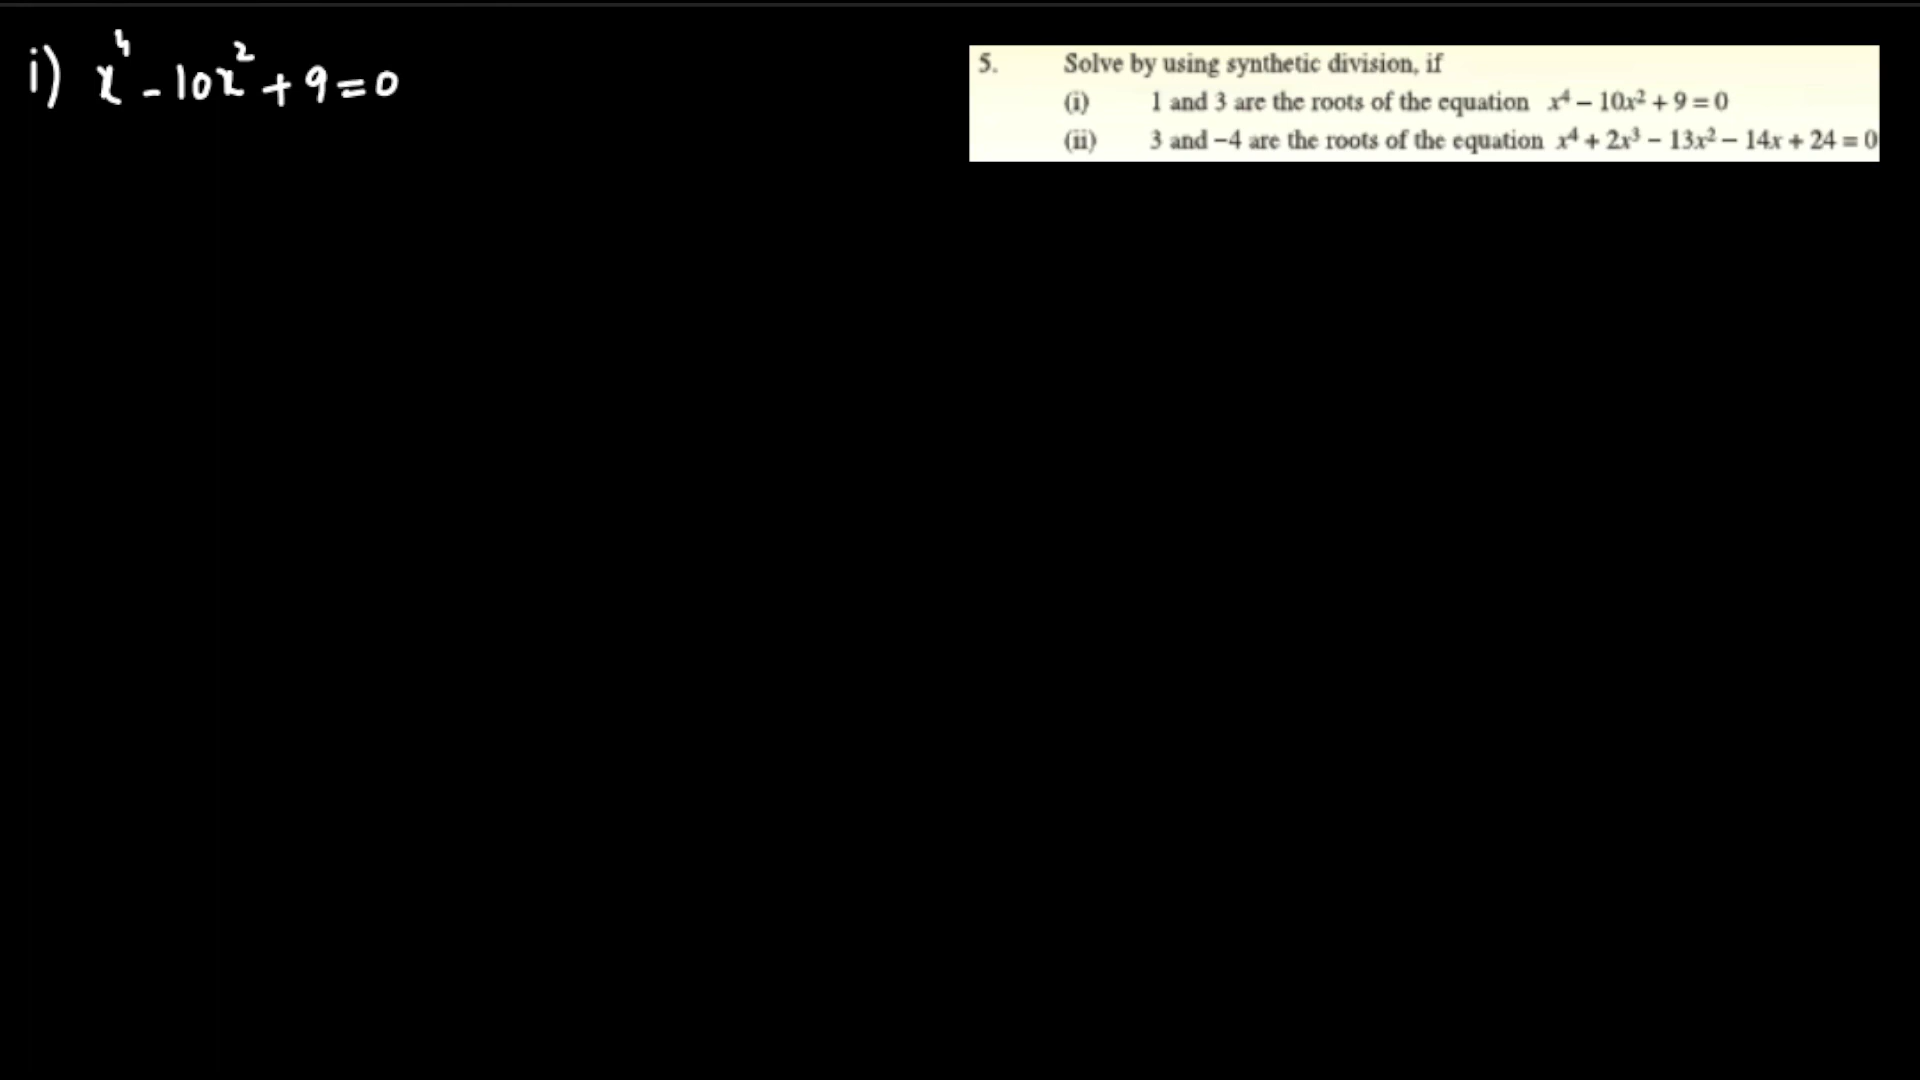 i) x⁴ - 10x² + 9 = 0
5. Solve by using synthetic division, if
(i) 1 and 3 are the roots of the equation x⁴ – 10x² + 9 = 0
(ii) 3 and –4 are the roots of the equation x⁴ + 2x³ – 13x² – 14x + 24 = 0